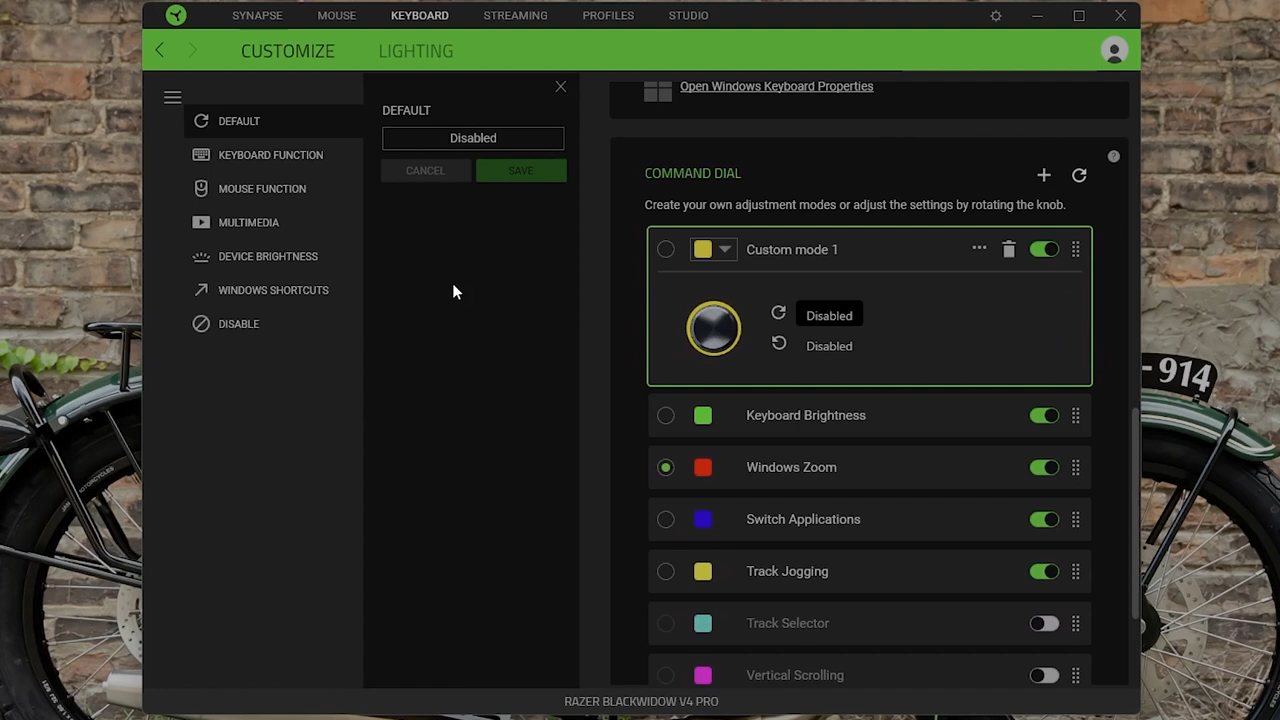 SYNAPSE MOUSE KEYBOARD STREAMING PROFILES STUDIO
CUSTOMIZE LIGHTING
DEFAULT
KEYBOARD FUNCTION
MOUSE FUNCTION
MULTIMEDIA
DEVICE BRIGHTNESS
WINDOWS SHORTCUTS
DISABLE
DEFAULT
Disabled
CANCEL SAVE
Open Windows Keyboard Properties
?
COMMAND DIAL
Create your own adjustment modes or adjust the settings by rotating the knob.
Custom mode 1
Disabled
Disabled
Keyboard Brightness
Windows Zoom
Switch Applications
Track Jogging
Track Selector
Vertical Scrolling
RAZER BLACKWIDOW V4 PRO
- 914